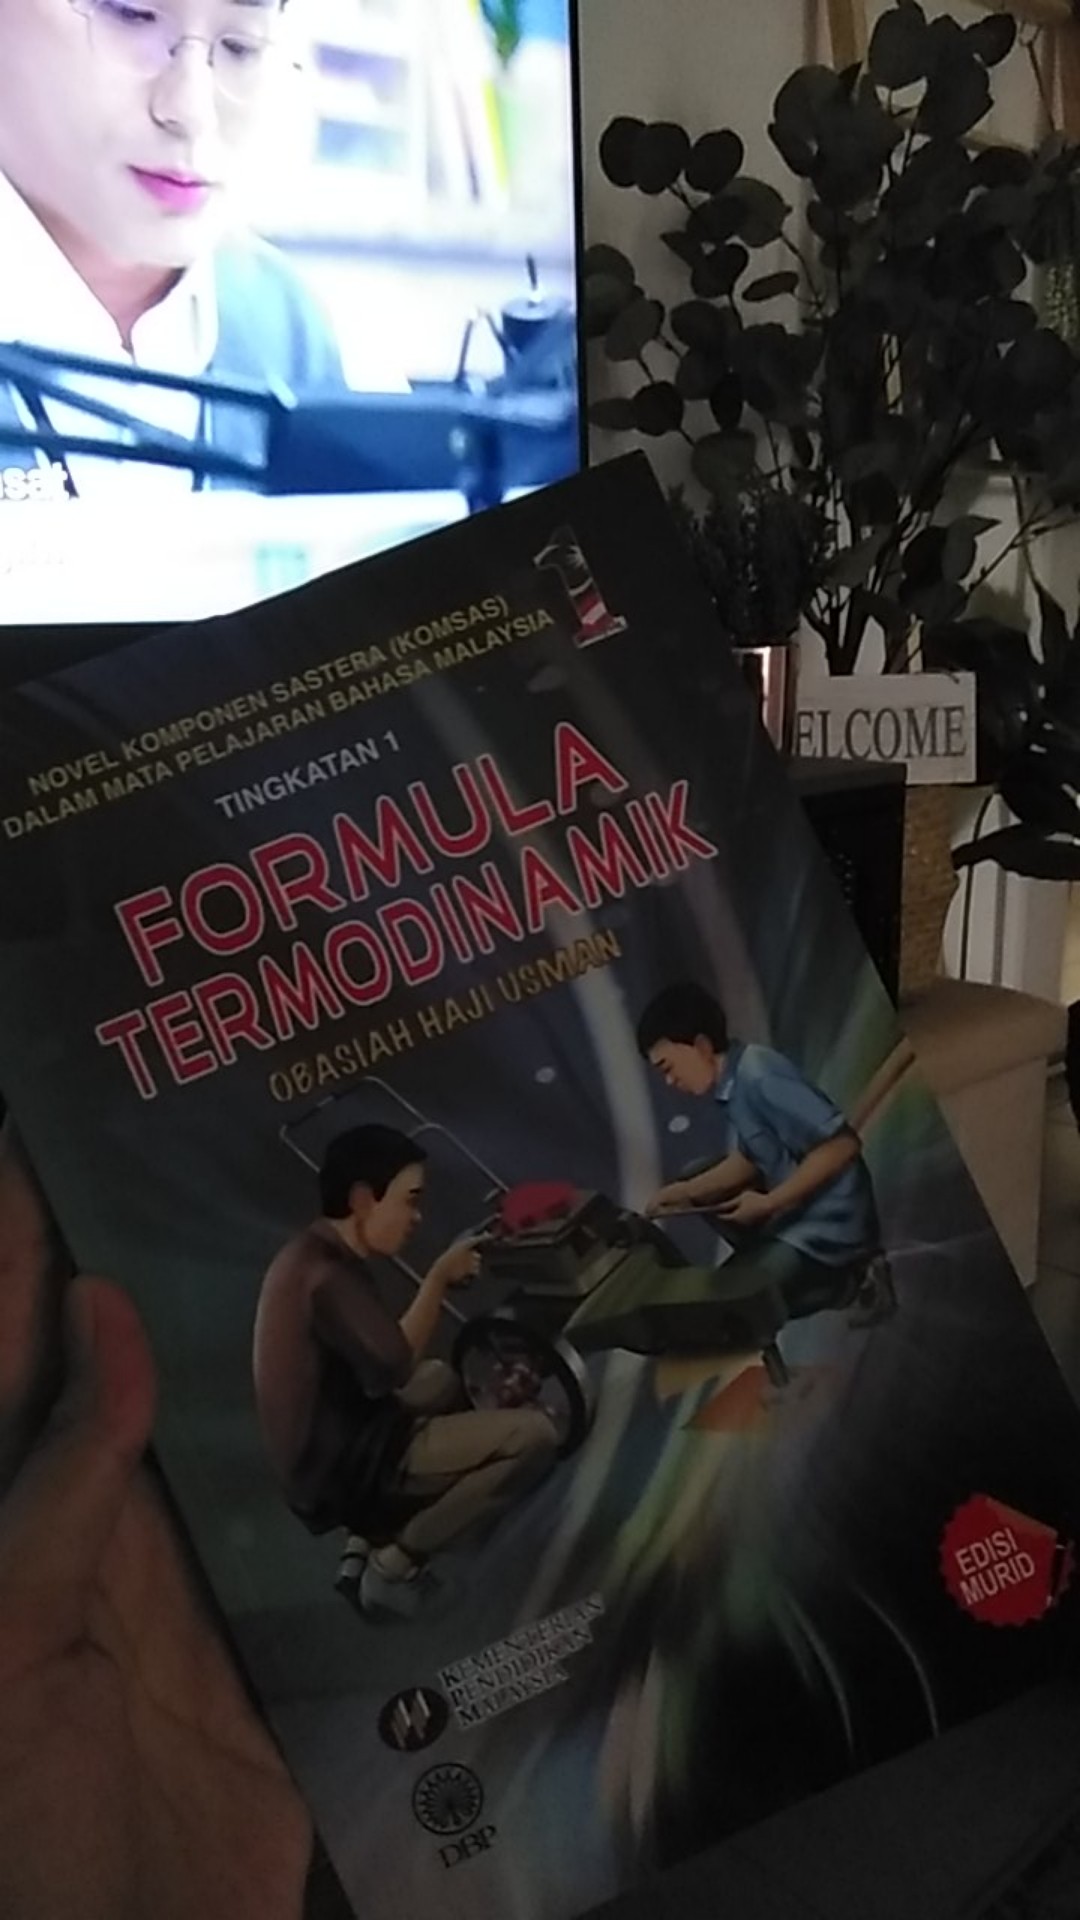 NOVEL KOMPONEN SASTERA (KOMSAS)
DALAM MATA PELAJARAN BAHASA MALAYSIA
1
TINGKATAN 1
FORMULA
TERMODINAMIK
OBASIAH HAJI USMAN
EDISI
MURID
KEMENTERIAN
PENDIDIKAN
MALAYSIA
DBP
ELCOME